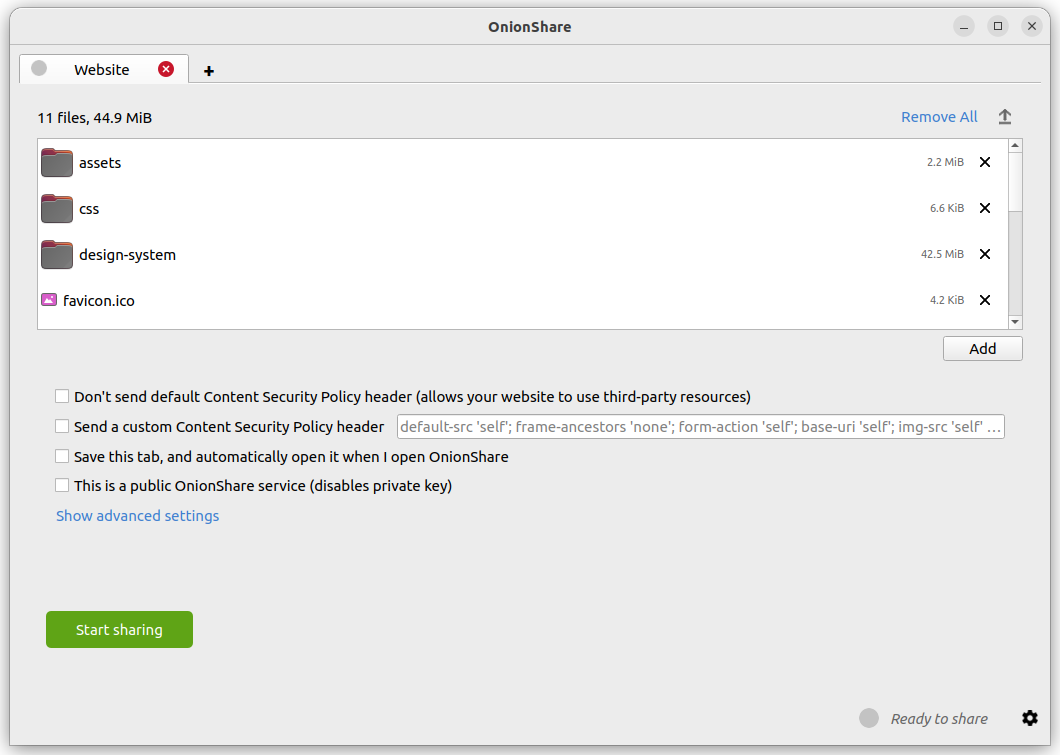 OnionShare
Website
+
11 files, 44.9 MiB
Remove All
assets 2.2 MiB
css 6.6 KiB
design-system 42.5 MiB
favicon.ico 4.2 KiB
Add
Don't send default Content Security Policy header (allows your website to use third-party resources)
Send a custom Content Security Policy header default-src 'self'; frame-ancestors 'none'; form-action 'self'; base-uri 'self'; img-src 'self' ...
Save this tab, and automatically open it when I open OnionShare
This is a public OnionShare service (disables private key)
Show advanced settings
Start sharing
Ready to share